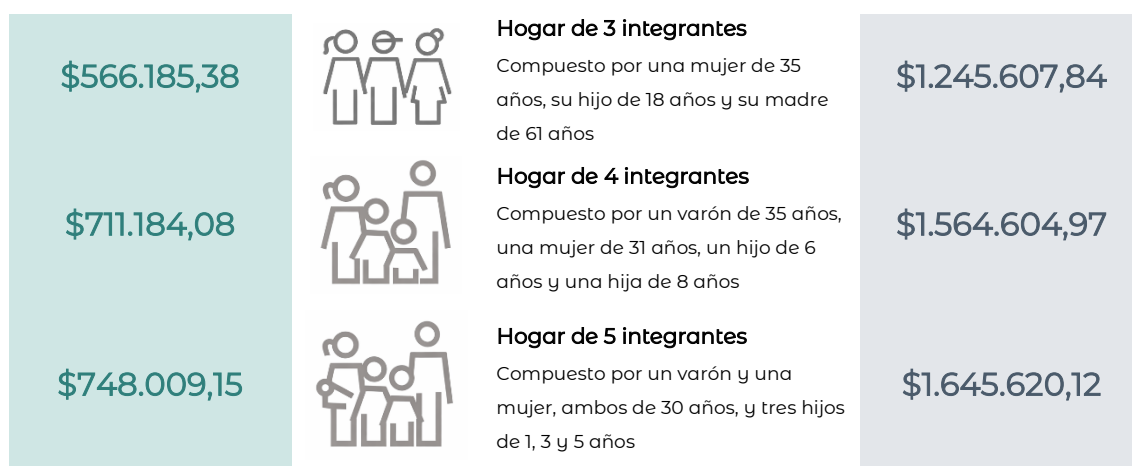 $566.185,38
Hogar de 3 integrantes
Compuesto por una mujer de 35
años, su hijo de 18 años y su madre
de 61 años
$1.245.607,84
$711.184,08
Hogar de 4 integrantes
Compuesto por un varón de 35 años,
una mujer de 31 años, un hijo de 6
años y una hija de 8 años
$1.564.604,97
$748.009,15
Hogar de 5 integrantes
Compuesto por un varón y una
mujer, ambos de 30 años, y tres hijos
de 1, 3 y 5 años
$1.645.620,12